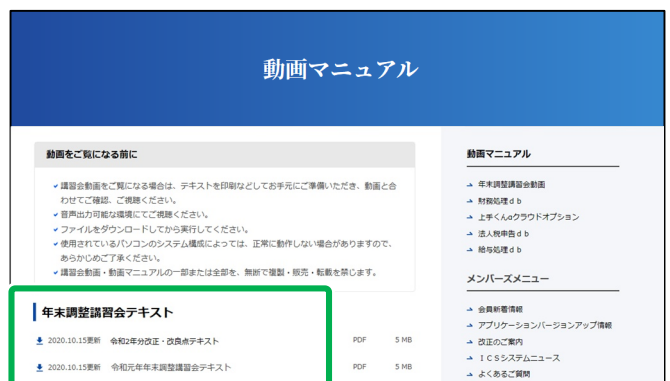 動画マニュアル
動画をご覧になる前に
講習会動画をご覧になる場合は、テキストを印刷などしてお手元にご準備いただき、動画と合
わせてご確認、ご視聴ください。
音声出力可能な環境にてご視聴ください。
ファイルをダウンロードしてから実行してください。
使用されているパソコンのシステム構成によっては、正常に動作しない場合がありますので、
あらかじめご了承ください。
講習会動画・動画マニュアルの一部または全部を、無断で複製・販売・転載を禁じます。
年末調整講習会テキスト
2020.10.15更新 令和2年分改正・改良点テキスト PDF 5 MB
2020.10.15更新 令和元年年末調整講習会テキスト PDF 5 MB
動画マニュアル
年末調整講習会動画
財務処理ｄｂ
上手くんαクラウドオプション
法人税申告ｄｂ
給与処理ｄｂ
メンバーズメニュー
会員新着情報
アプリケーションバージョンアップ情報
改正のご案内
ＩＣＳシステムニュース
よくあるご質問